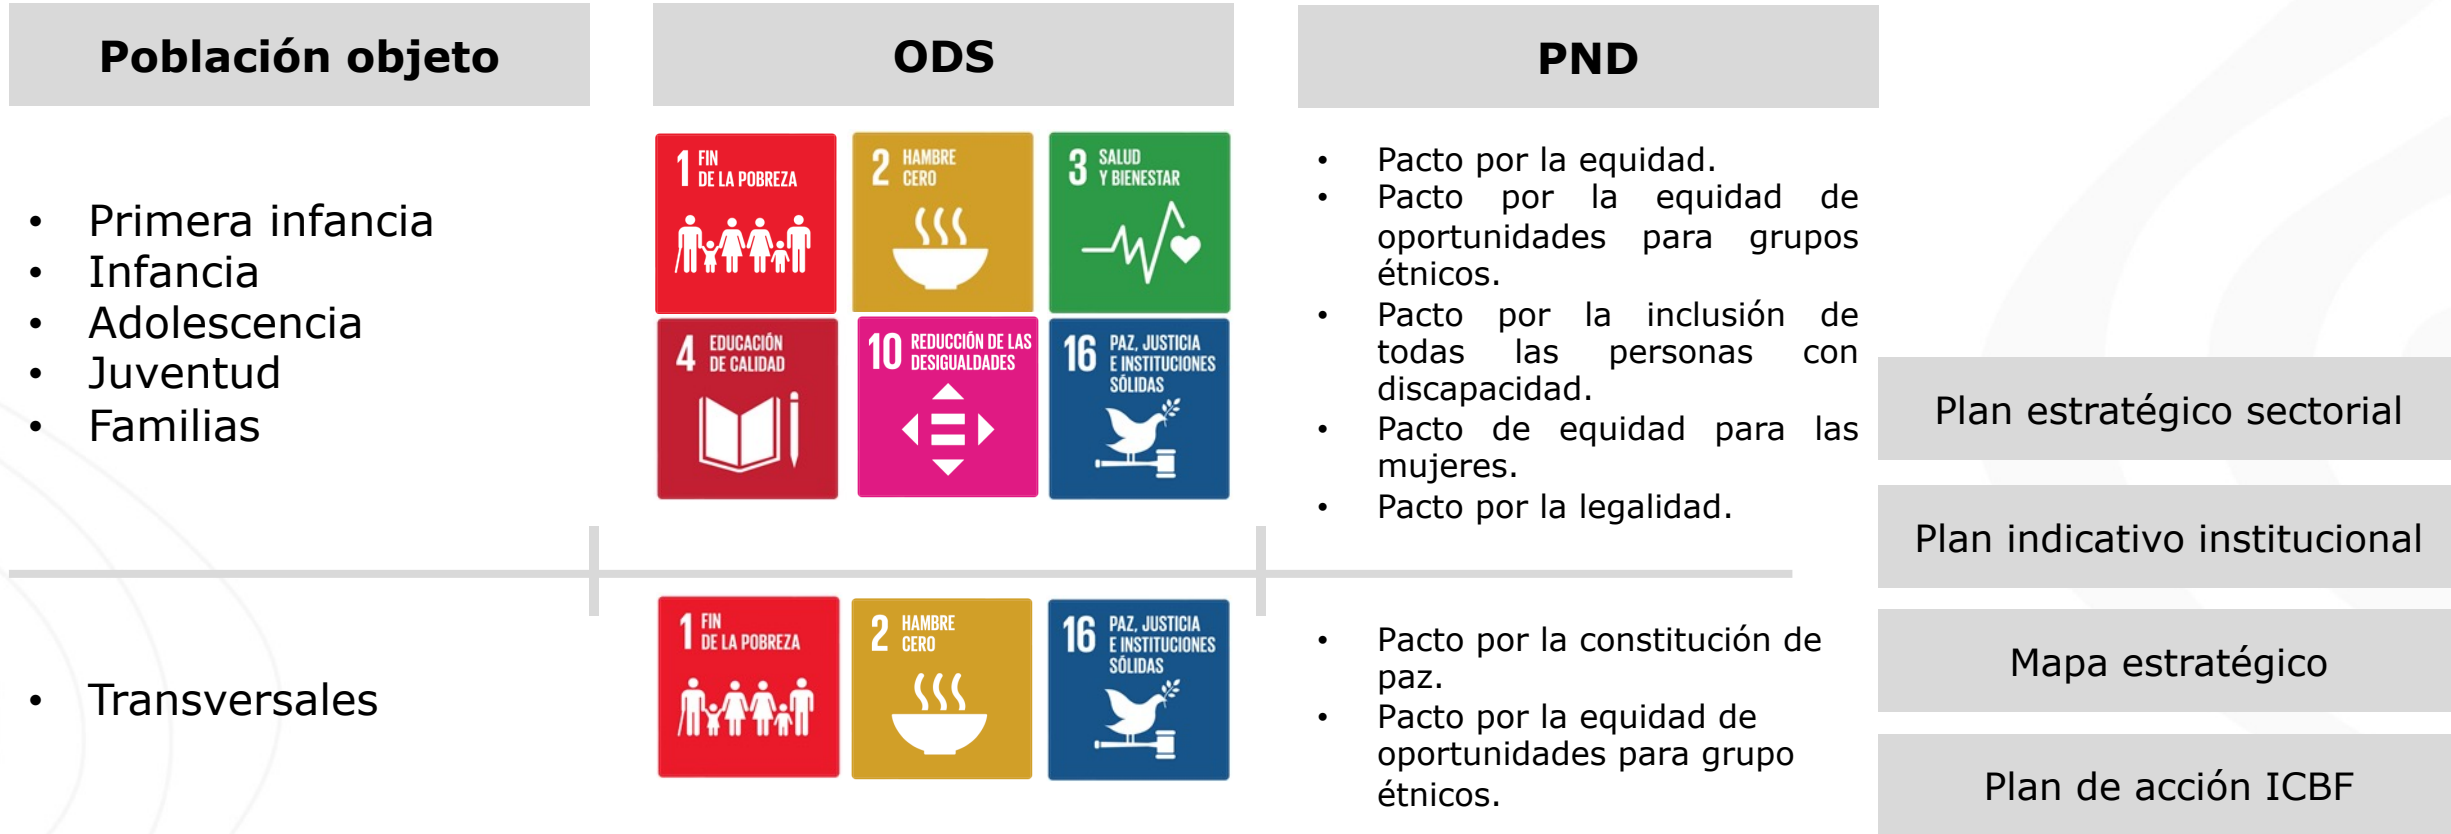 Población objeto
ODS
PND
• Primera infancia
• Infancia
• Adolescencia
• Juventud
• Familias
1 FIN
DE LA POBREZA
2 HAMBRE
CERO
3 SALUD
Y BIENESTAR
4 EDUCACIÓN
DE CALIDAD
10 REDUCCIÓN DE LAS
DESIGUALDADES
16 PAZ, JUSTICIA
E INSTITUCIONES
SÓLIDAS
• Pacto por la equidad.
• Pacto por la equidad de
oportunidades para grupos
étnicos.
• Pacto por la inclusión de
todas las personas con
discapacidad.
• Pacto de equidad para las
mujeres.
• Pacto por la legalidad.
• Transversales
1 FIN
DE LA POBREZA
2 HAMBRE
CERO
16 PAZ, JUSTICIA
E INSTITUCIONES
SÓLIDAS
• Pacto por la constitución de
paz.
• Pacto por la equidad de
oportunidades para grupo
étnicos.
Plan estratégico sectorial
Plan indicativo institucional
Mapa estratégico
Plan de acción ICBF